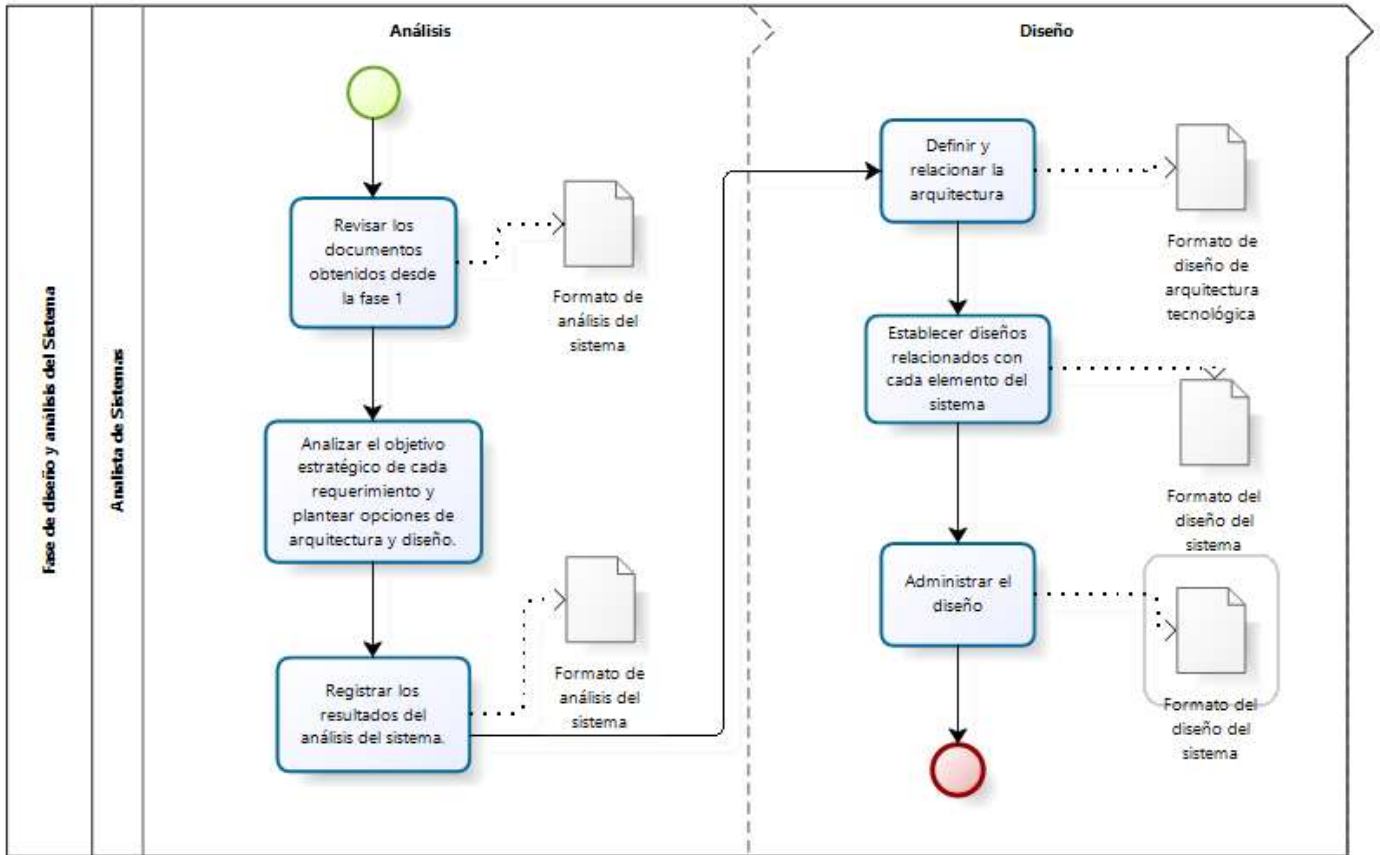 Fase de diseño y análisis del Sistema
Analista de Sistemas
Análisis
Revisar los
documentos
obtenidos desde
la fase 1
Formato de
análisis del
sistema
Analizar el objetivo
estratégico de cada
requerimiento y
plantear opciones de
arquitectura y diseño.
Registrar los
resultados del
análisis del sistema.
Formato de
análisis del
sistema
Diseño
Definir y
relacionar la
arquitectura
Formato de
diseño de
arquitectura
tecnológica
Establecer diseños
relacionados con
cada elemento del
sistema
Formato del
diseño del
sistema
Administrar el
diseño
Formato del
diseño del
sistema